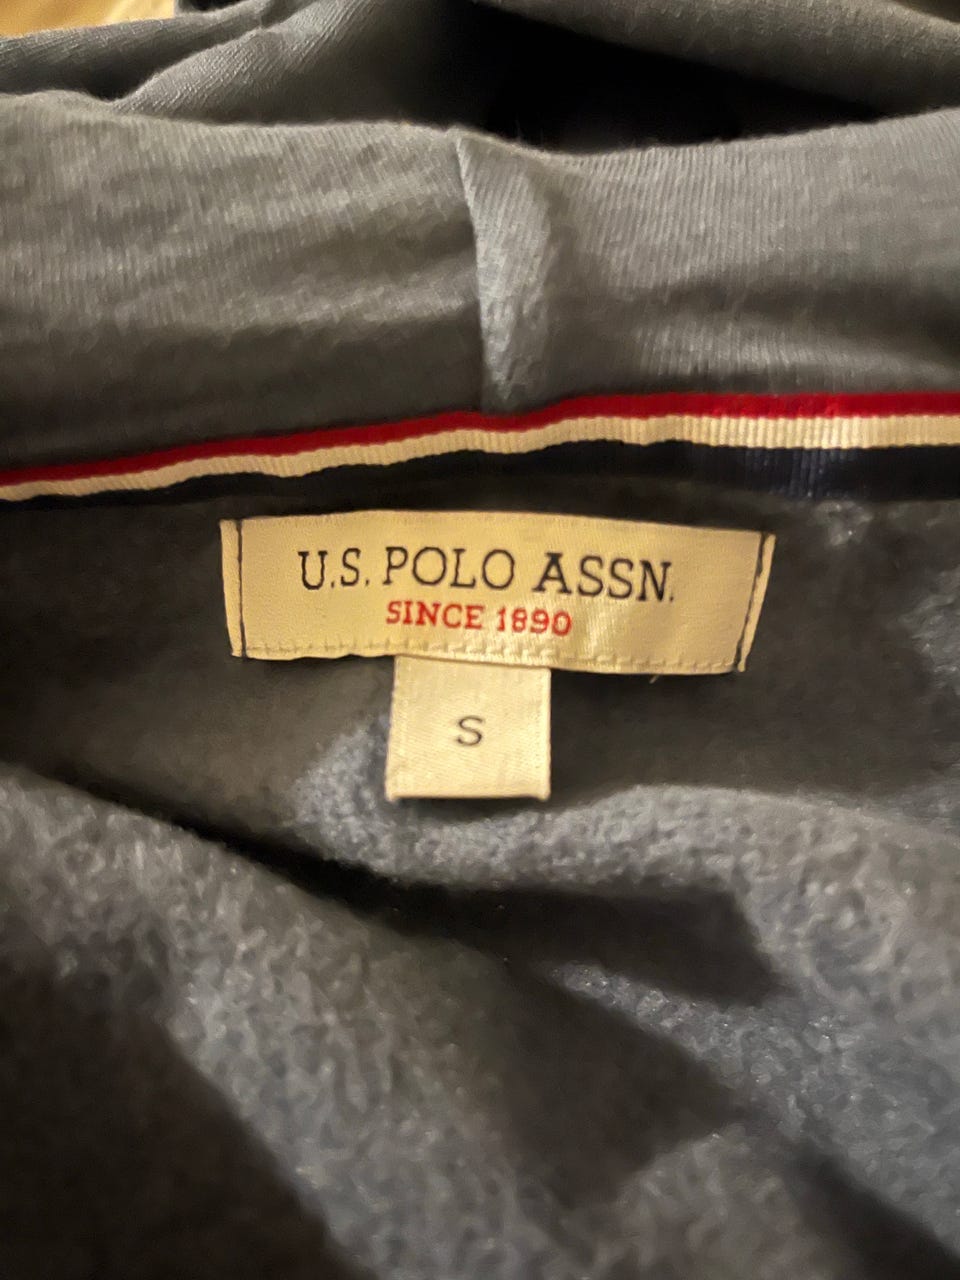 U.S. POLO ASSN.
SINCE 1890
S